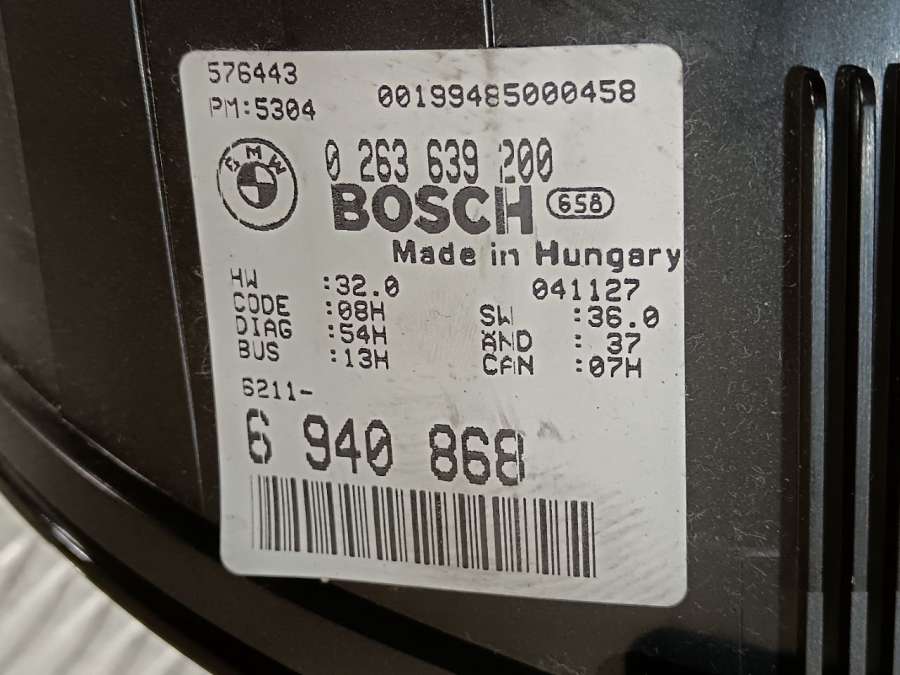 576443
PM:5304
00199485000458
BMW
0 263 639 200
BOSCH 658
Made in Hungary
HW :32.0 041127
CODE :08H SW :36.0
DIAG :54H ÄND : 37
BUS :13H CAN :07H
6211-
6 940 868